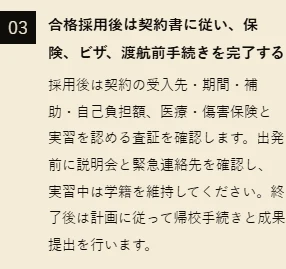 03
合格採用後は契約書に従い、保
険、ビザ、渡航前手続きを完了する
採用後は契約の受入先・期間・補
助・自己負担額、医療・傷害保険と
実習を認める査証を確認します。出発
前に説明会と緊急連絡先を確認し、
実習中は学籍を維持してください。終
了後は計画に従って帰校手続きと成果
提出を行います。